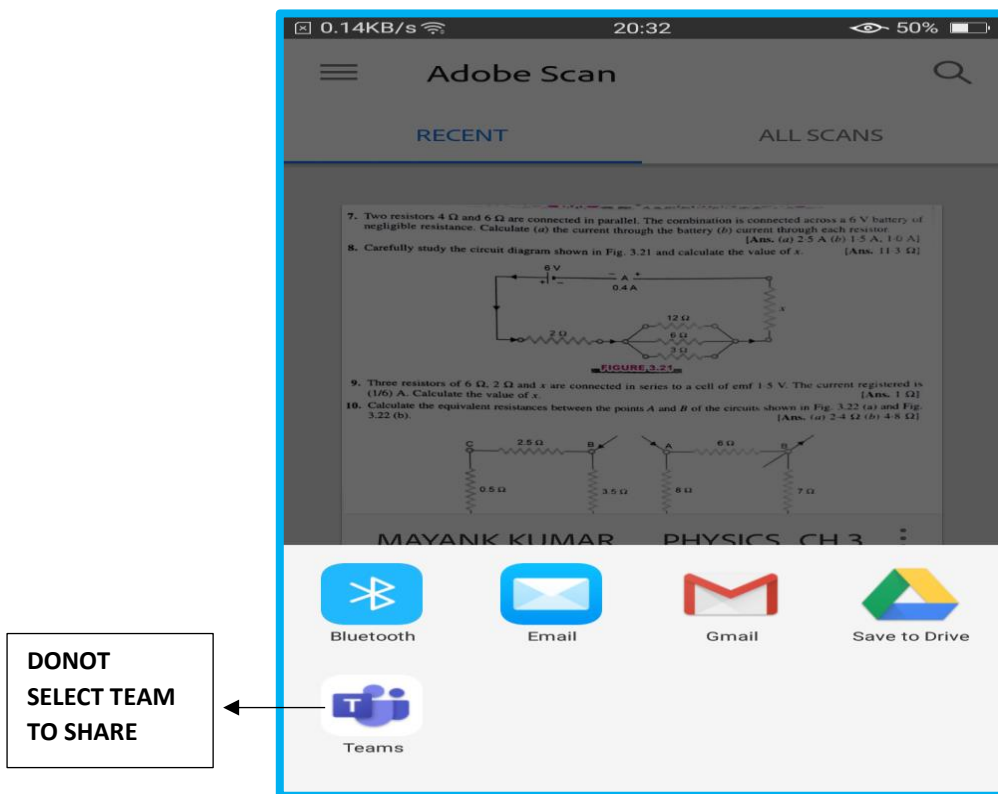 0.14KB/s 20:32 50%
Adobe Scan
RECENT ALL SCANS
7. Two resistors 4 Ω and 6 Ω are connected in parallel. The combination is connected across a 6 V battery of
negligible resistance. Calculate (a) the current through the battery (b) current through each resistor.
[Ans. (a) 2·5 A (b) 1·5 A, 1·0 A]
8. Carefully study the circuit diagram shown in Fig. 3.21 and calculate the value of x. [Ans. 11·3 Ω]
6 V
+ −
− A +
0.4 A
x
12 Ω
2 Ω
6 Ω
3 Ω
FIGURE 3.21
9. Three resistors of 6 Ω, 2 Ω and x are connected in series to a cell of emf 1·5 V. The current registered is
(1/6) A. Calculate the value of x. [Ans. 1 Ω]
10. Calculate the equivalent resistances between the points A and B of the circuits shown in Fig. 3.22 (a) and Fig.
3.22 (b). [Ans. (a) 2·4 Ω (b) 4·8 Ω]
C 2.5 Ω B A 6 Ω B
0.5 Ω 3.5 Ω 8 Ω 7 Ω
MAYANK KUMAR PHYSICS CH 3
Bluetooth Email Gmail Save to Drive
DONOT
SELECT TEAM
TO SHARE
T
Teams